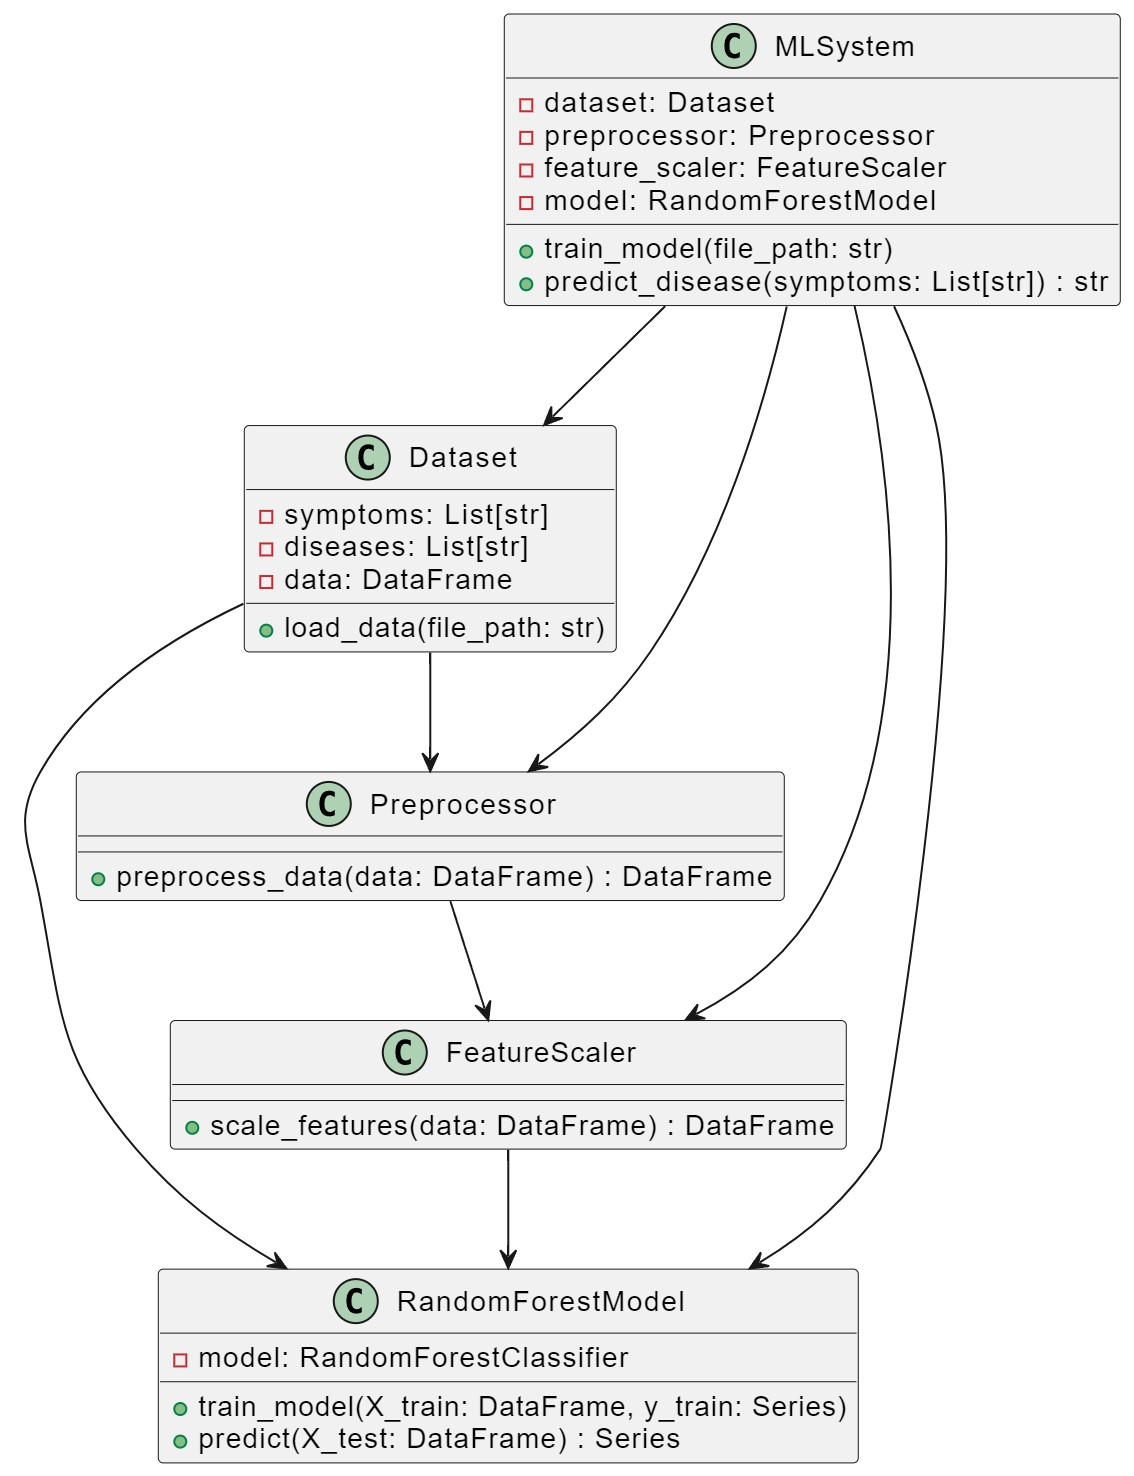 C MLSystem
dataset: Dataset
preprocessor: Preprocessor
feature_scaler: FeatureScaler
model: RandomForestModel
train_model(file_path: str)
predict_disease(symptoms: List[str]) : str
C Dataset
symptoms: List[str]
diseases: List[str]
data: DataFrame
load_data(file_path: str)
C Preprocessor
preprocess_data(data: DataFrame) : DataFrame
C FeatureScaler
scale_features(data: DataFrame) : DataFrame
C RandomForestModel
model: RandomForestClassifier
train_model(X_train: DataFrame, y_train: Series)
predict(X_test: DataFrame) : Series